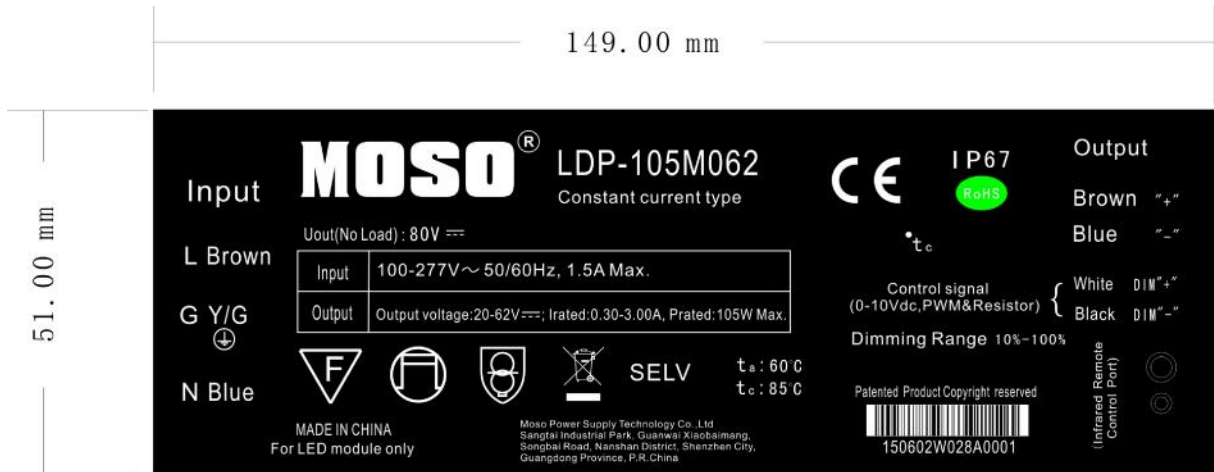 149.00 mm
51.00 mm
Input
L Brown
G Y/G
N Blue
MOSO®
LDP-105M062
Constant current type
Uout(No Load) : 80V ⎓
Input 100-277V～ 50/60Hz, 1.5A Max.
Output Output voltage:20-62V⎓; Irated:0.30-3.00A, Prated:105W Max.
F
SELV
ta: 60°C
tc: 85°C
MADE IN CHINA
For LED module only
Moso Power Supply Technology Co.,Ltd
Sangtai Industrial Park, Guanwai Xiaobaimang,
Songbai Road, Nanshan District, Shenzhen City,
Guangdong Province, P.R.China
CE
IP67
RoHS
tc
Control signal
(0-10Vdc,PWM&Resistor)
Dimming Range 10%-100%
Patented Product Copyright reserved
150602W028A0001
Output
Brown "+"
Blue "-"
White DIM"+"
Black DIM"-"
(Infrared Remote
Control Port)